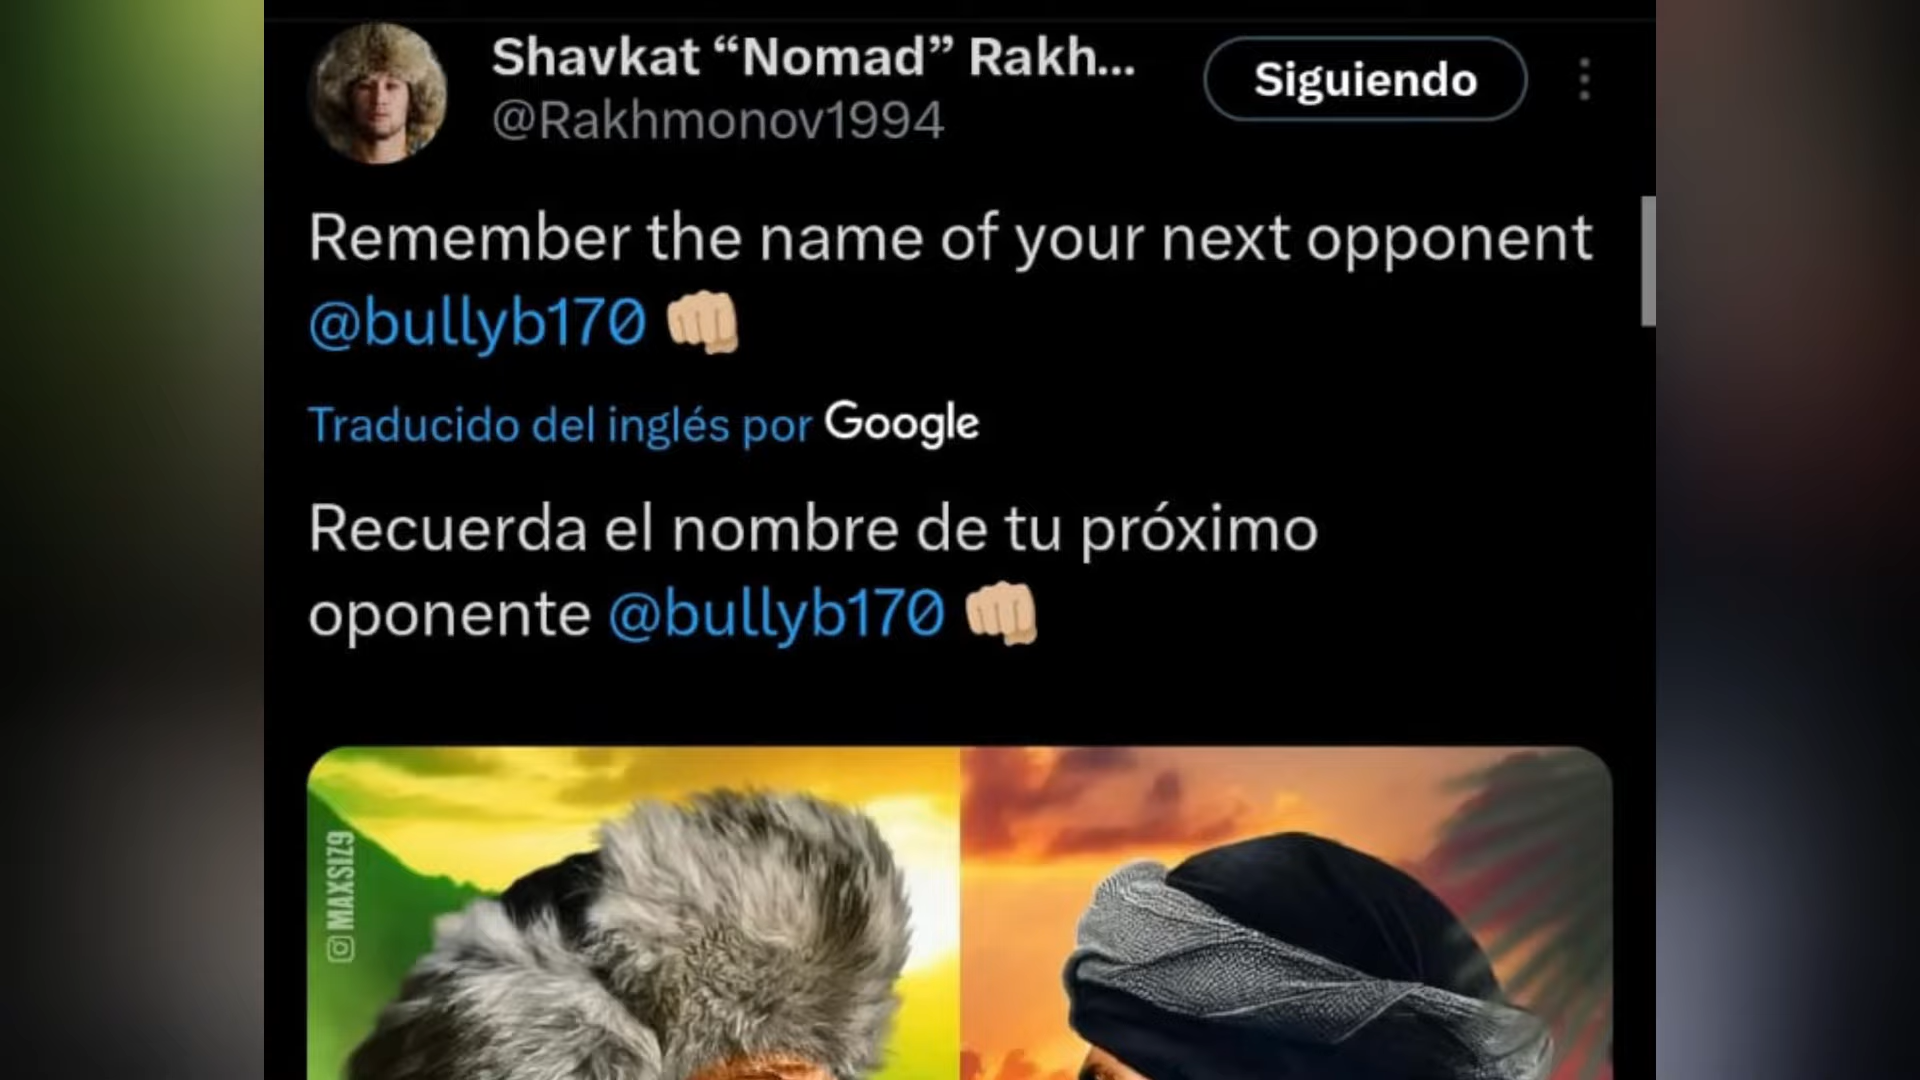 Shavkat “Nomad” Rakh...
@Rakhmonov1994
Siguiendo
Remember the name of your next opponent
@bullyb170 👊🏼
Traducido del inglés por Google
Recuerda el nombre de tu próximo
oponente @bullyb170 👊🏼
MAXSIZ9